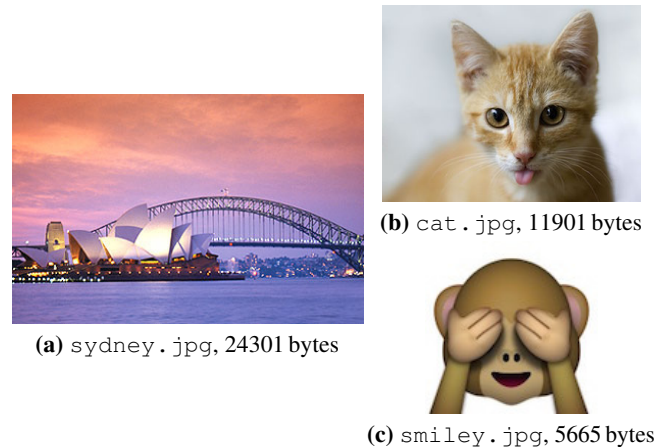 (a) sydney.jpg, 24301 bytes
(b) cat.jpg, 11901 bytes
(c) smiley.jpg, 5665 bytes